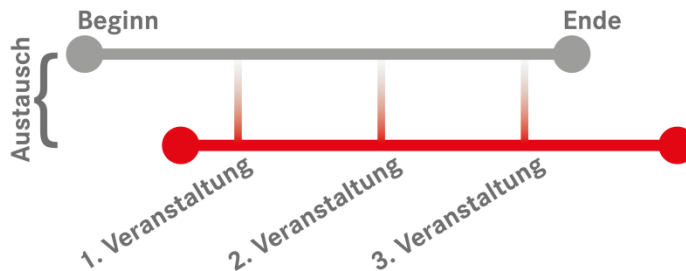 Beginn
Ende
Austausch
1. Veranstaltung
2. Veranstaltung
3. Veranstaltung